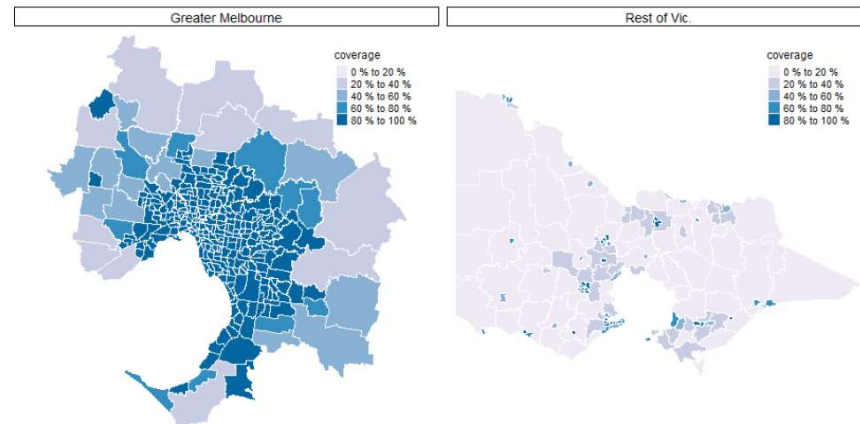 Greater Melbourne
coverage
0 % to 20 %
20 % to 40 %
40 % to 60 %
60 % to 80 %
80 % to 100 %
Rest of Vic.
coverage
0 % to 20 %
20 % to 40 %
40 % to 60 %
60 % to 80 %
80 % to 100 %